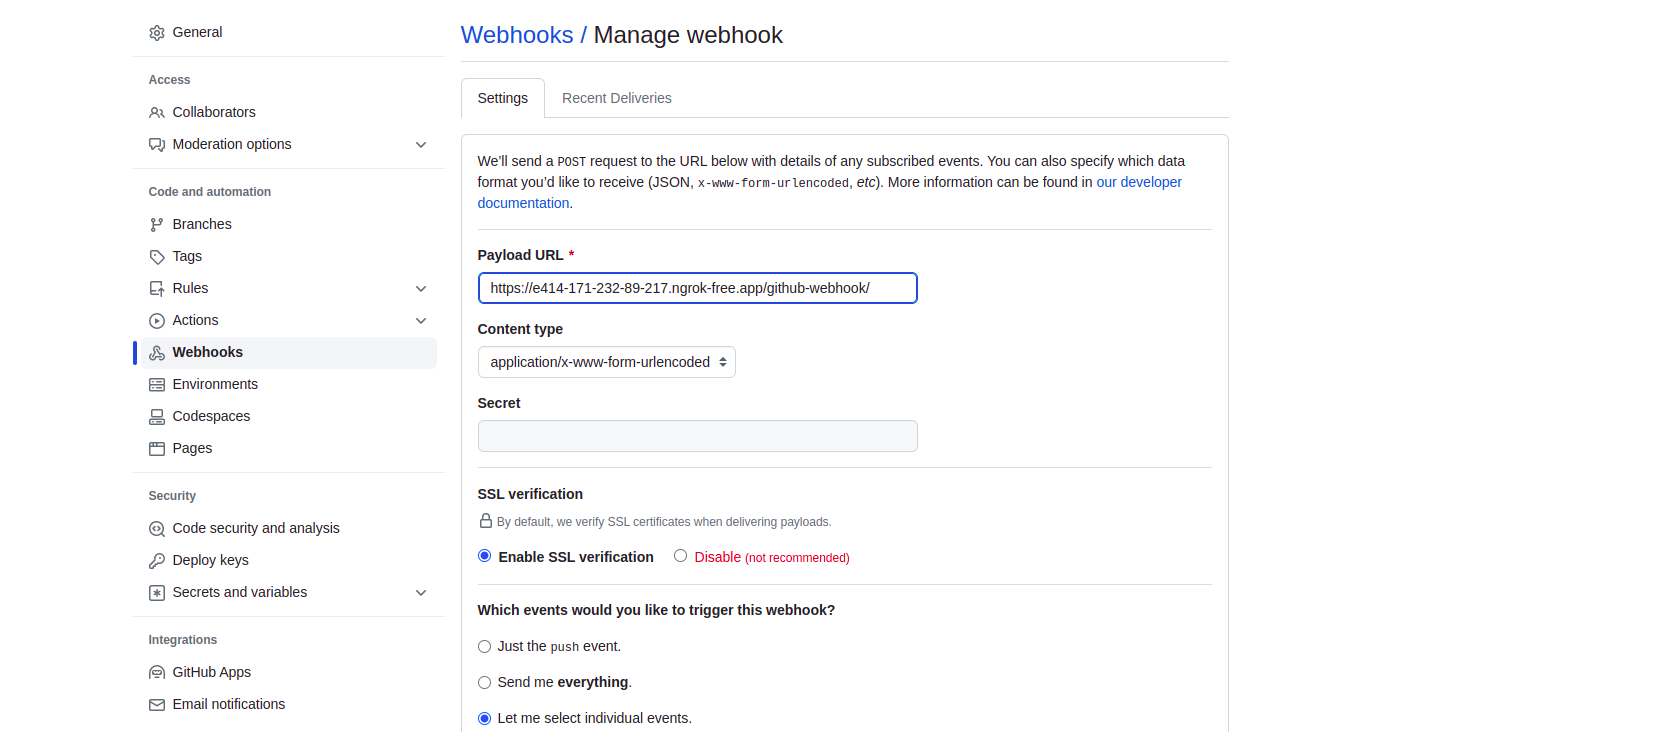 General
Access
Collaborators
Moderation options
Code and automation
Branches
Tags
Rules
Actions
Webhooks
Environments
Codespaces
Pages
Security
Code security and analysis
Deploy keys
Secrets and variables
Integrations
GitHub Apps
Email notifications
Webhooks / Manage webhook
Settings
Recent Deliveries
We’ll send a POST request to the URL below with details of any subscribed events. You can also specify which data
format you’d like to receive (JSON, x-www-form-urlencoded, etc). More information can be found in our developer
documentation.
Payload URL *
https://e414-171-232-89-217.ngrok-free.app/github-webhook/
Content type
application/x-www-form-urlencoded
Secret
SSL verification
By default, we verify SSL certificates when delivering payloads.
Enable SSL verification
Disable (not recommended)
Which events would you like to trigger this webhook?
Just the push event.
Send me everything.
Let me select individual events.